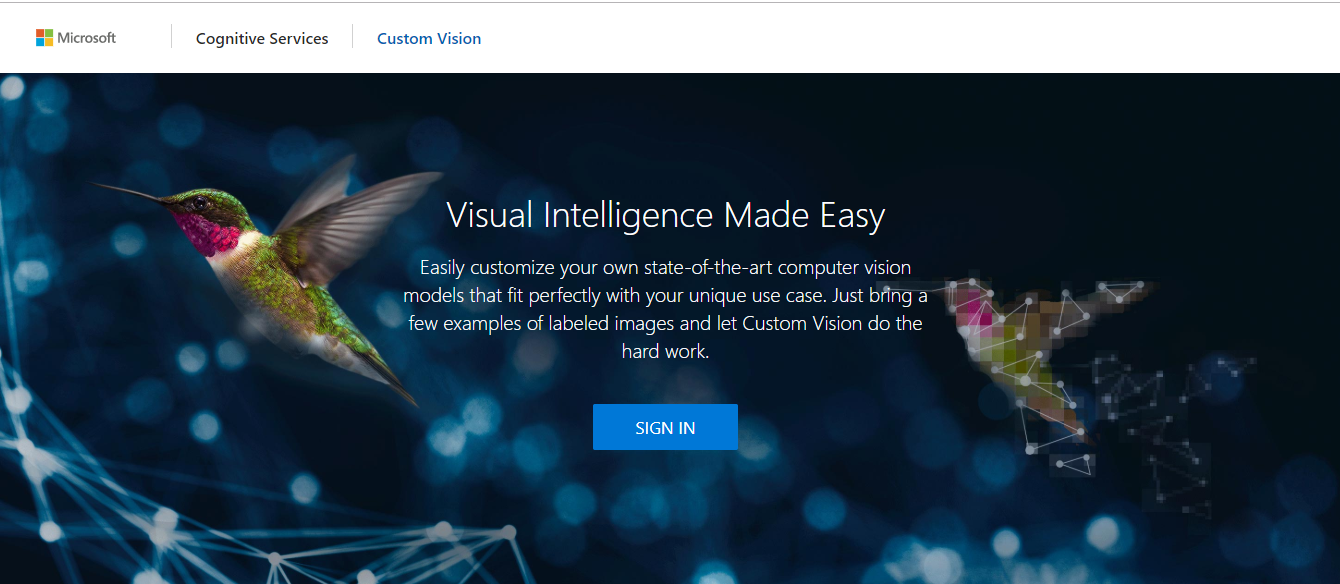 Microsoft
Cognitive Services
Custom Vision
Visual Intelligence Made Easy
Easily customize your own state-of-the-art computer vision
models that fit perfectly with your unique use case. Just bring a
few examples of labeled images and let Custom Vision do the
hard work.
SIGN IN